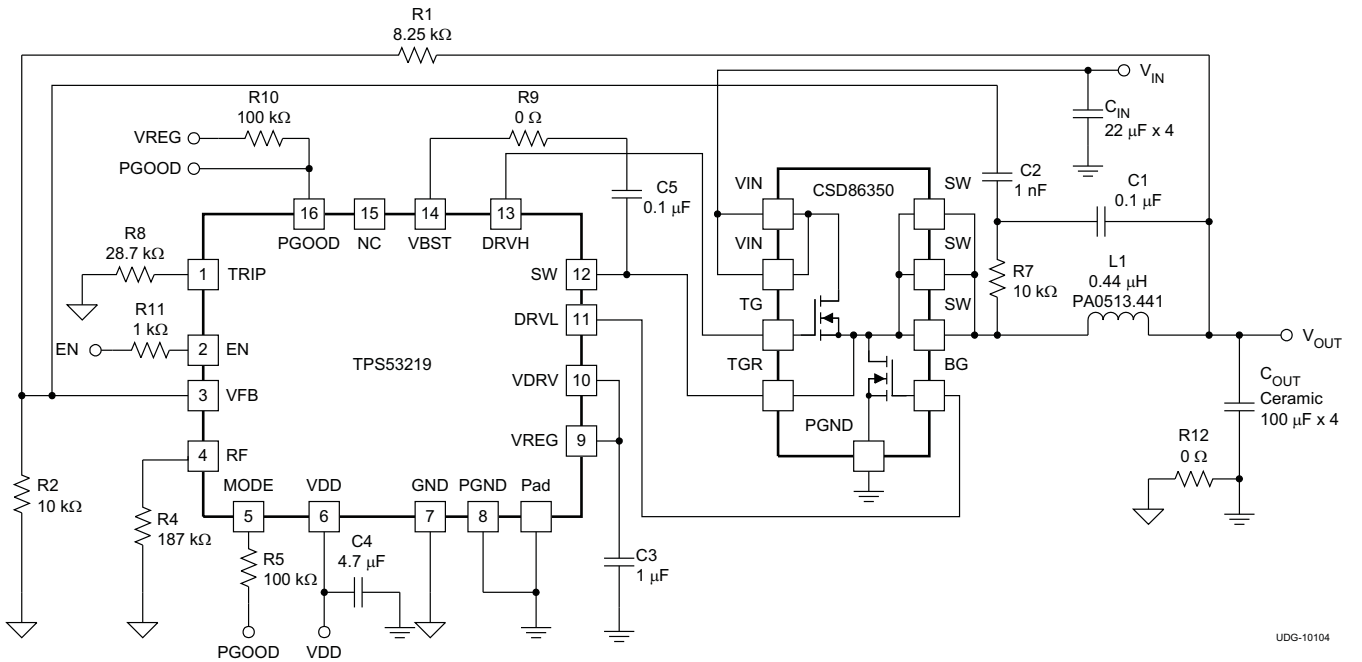 R1
8.25 kΩ
V_IN
R10
100 kΩ
R9
0 Ω
C_IN
22 µF x 4
VREG
PGOOD
C5
0.1 µF
VIN
CSD86350
SW
C2
1 nF
C1
0.1 µF
16
15
14
13
PGOOD
NC
VBST
DRVH
R8
28.7 kΩ
1
TRIP
SW
12
VIN
SW
R7
10 kΩ
L1
0.44 µH
PA0513.441
TG
SW
R11
1 kΩ
DRVL
11
EN
2
EN
TPS53219
V_OUT
TGR
BG
3
VFB
VDRV
10
C_OUT
Ceramic
100 µF x 4
PGND
4
RF
VREG
9
R12
0 Ω
R2
10 kΩ
R4
187 kΩ
MODE
VDD
GND
PGND
Pad
5
6
7
8
R5
100 kΩ
C4
4.7 µF
C3
1 µF
PGOOD
VDD
UDG-10104